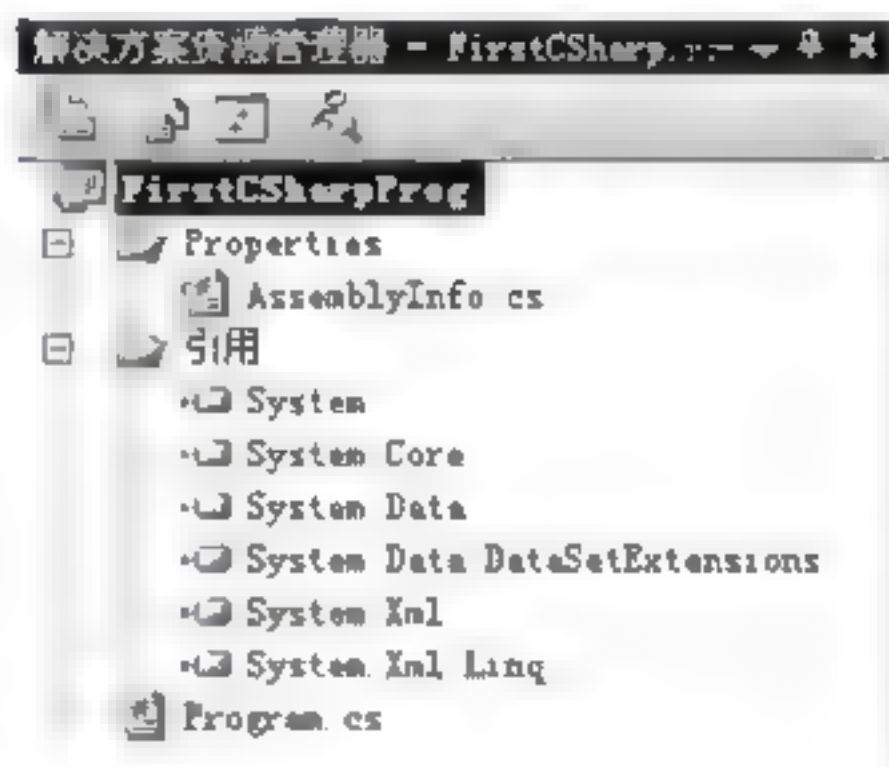 解决方案资源管理器 - FirstCSharp...
FirstCSharpProg
Properties
AssemblyInfo.cs
引用
System
System.Core
System.Data
System.Data.DataSetExtensions
System.Xml
System.Xml.Linq
Program.cs